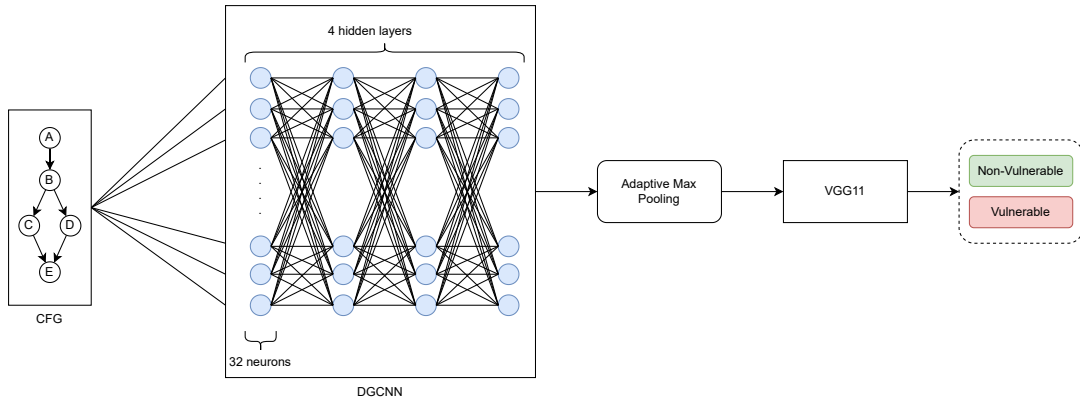 4 hidden layers
A
B
C
D
E
CFG
.
.
.
.
32 neurons
DGCNN
Adaptive Max
Pooling
VGG11
Non-Vulnerable
Vulnerable